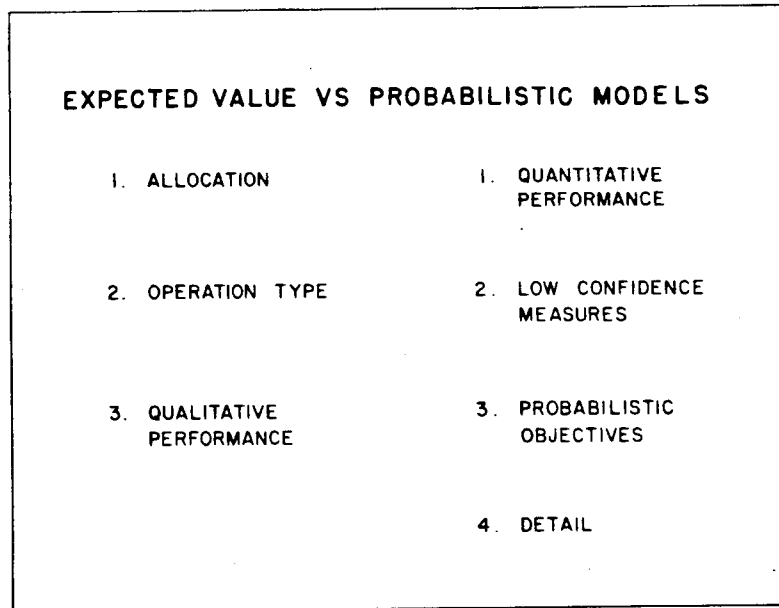 EXPECTED VALUE VS PROBABILISTIC MODELS
1. ALLOCATION
2. OPERATION TYPE
3. QUALITATIVE
PERFORMANCE
1. QUANTITATIVE
PERFORMANCE
2. LOW CONFIDENCE
MEASURES
3. PROBABILISTIC
OBJECTIVES
4. DETAIL